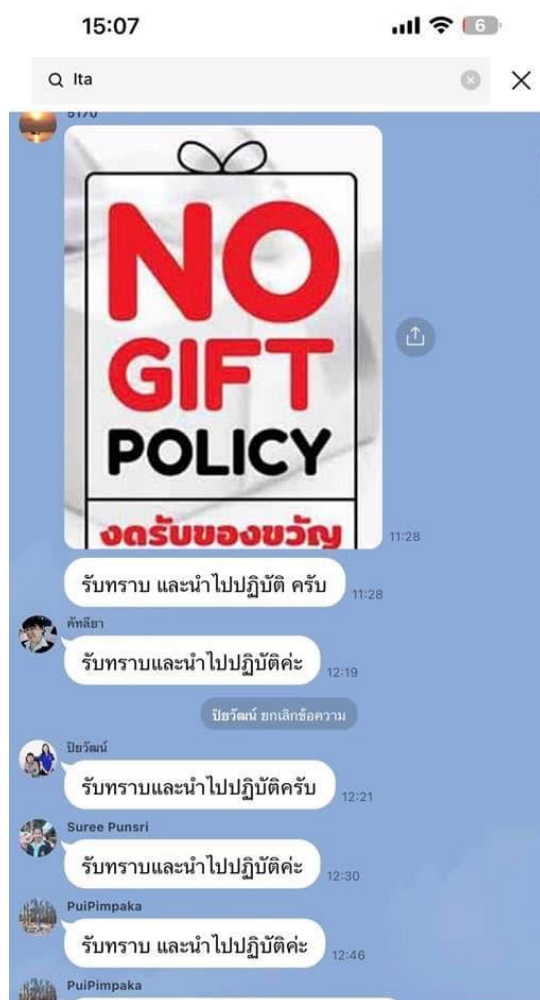 15:07
6
Ita
5170
NO
GIFT
POLICY
งดรับของขวัญ
11:28
รับทราบ และนำไปปฏิบัติ ครับ
11:28
คัทลียา
รับทราบและนำไปปฏิบัติค่ะ
12:19
ปิยวัฒน์ ยกเลิกข้อความ
ปิยวัฒน์
รับทราบและนำไปปฏิบัติครับ
12:21
Suree Punsri
รับทราบและนำไปปฏิบัติค่ะ
12:30
PuiPimpaka
รับทราบ และนำไปปฏิบัติค่ะ
12:46
PuiPimpaka